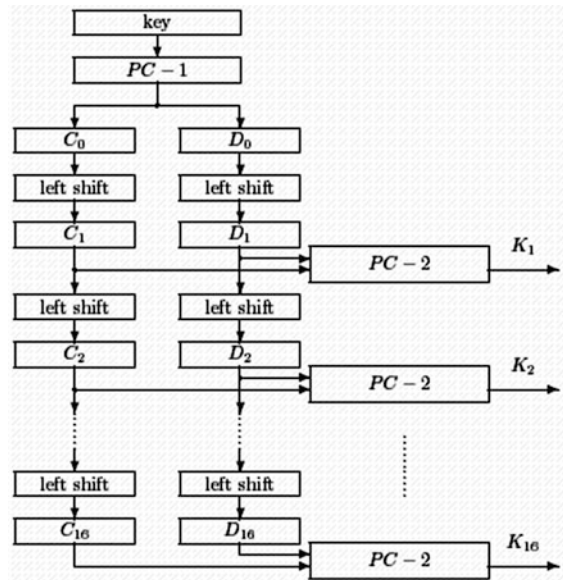 key
PC − 1
C₀ D₀
left shift left shift
C₁ D₁
PC − 2 K₁
left shift left shift
C₂ D₂
PC − 2 K₂
left shift left shift
C₁₆ D₁₆
PC − 2 K₁₆